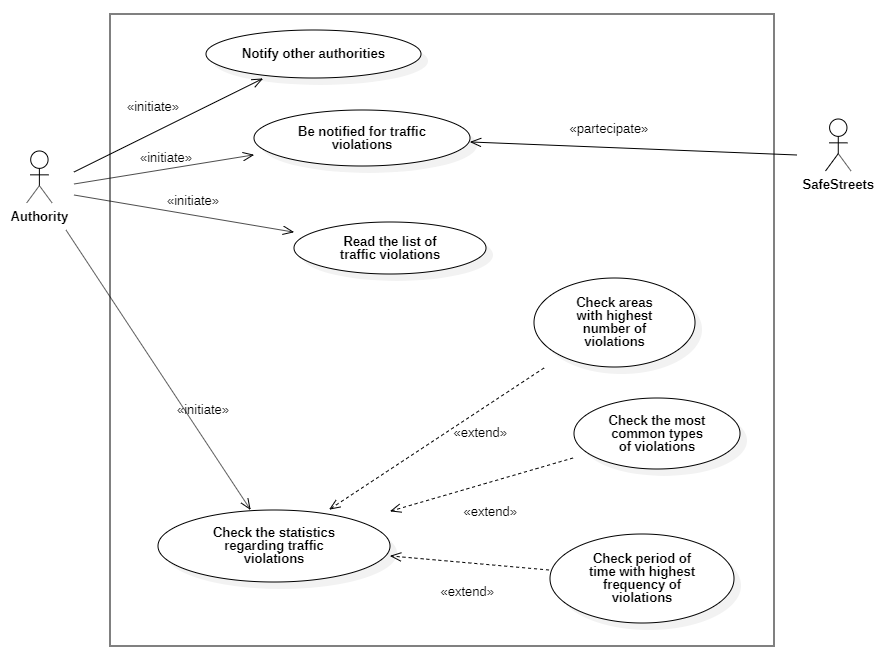 Notify other authorities
«initiate»
Be notified for traffic
violations
«partecipate»
«initiate»
SafeStreets
«initiate»
Authority
Read the list of
traffic violations
Check areas
with highest
number of
violations
«initiate»
«extend»
Check the most
common types
of violations
«extend»
Check the statistics
regarding traffic
violations
Check period of
time with highest
frequency of
violations
«extend»